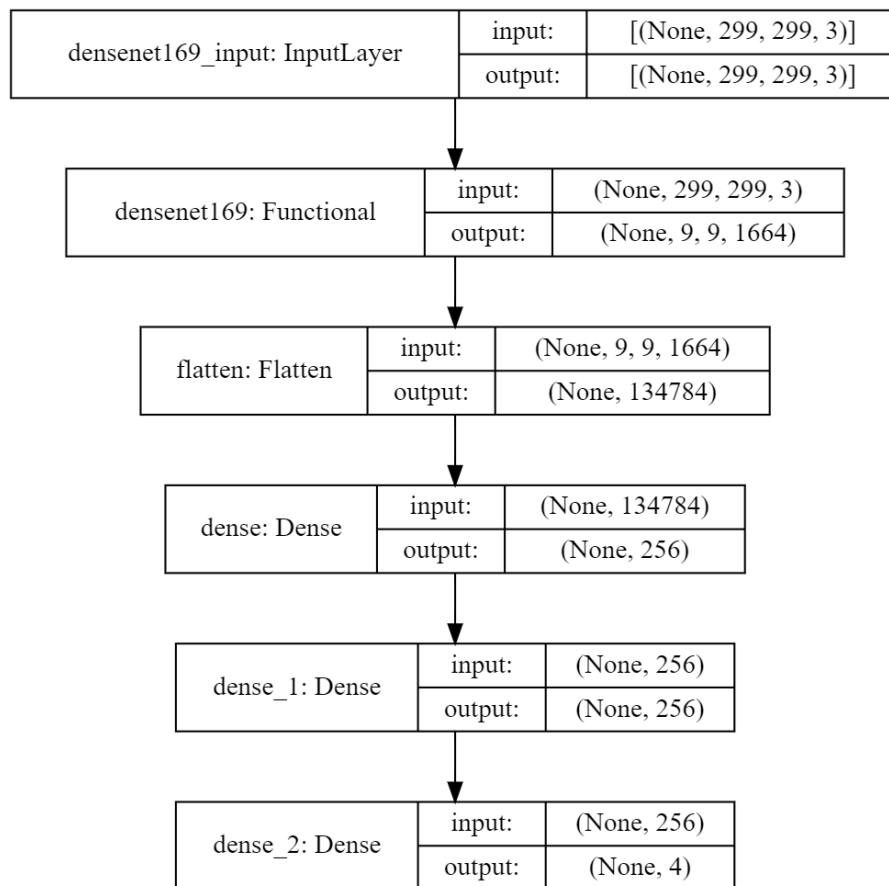 densenet169_input: InputLayer
input: [(None, 299, 299, 3)]
output: [(None, 299, 299, 3)]
densenet169: Functional
input: (None, 299, 299, 3)
output: (None, 9, 9, 1664)
flatten: Flatten
input: (None, 9, 9, 1664)
output: (None, 134784)
dense: Dense
input: (None, 134784)
output: (None, 256)
dense_1: Dense
input: (None, 256)
output: (None, 256)
dense_2: Dense
input: (None, 256)
output: (None, 4)